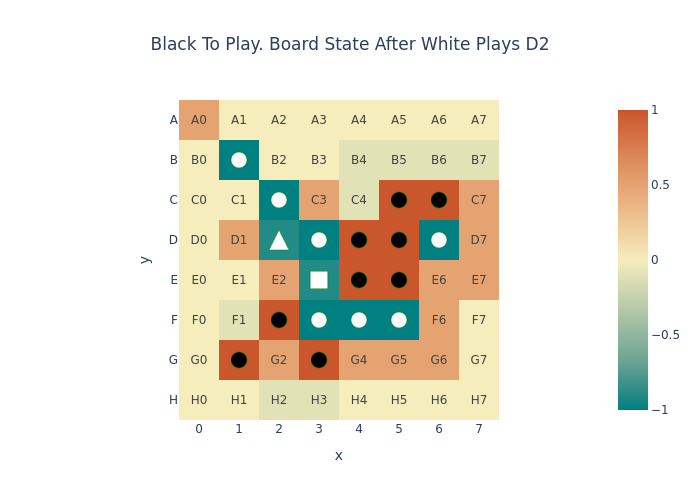 Black To Play. Board State After White Plays D2
A A0 A1 A2 A3 A4 A5 A6 A7
B B0 B2 B3 B4 B5 B6 B7
C C0 C1 C3 C4 C7
D D0 D1 D7
E E0 E1 E2 E6 E7
F F0 F1 F6 F7
G G0 G2 G4 G5 G6 G7
H H0 H1 H2 H3 H4 H5 H6 H7
0 1 2 3 4 5 6 7
x
y
1
0.5
0
−0.5
−1